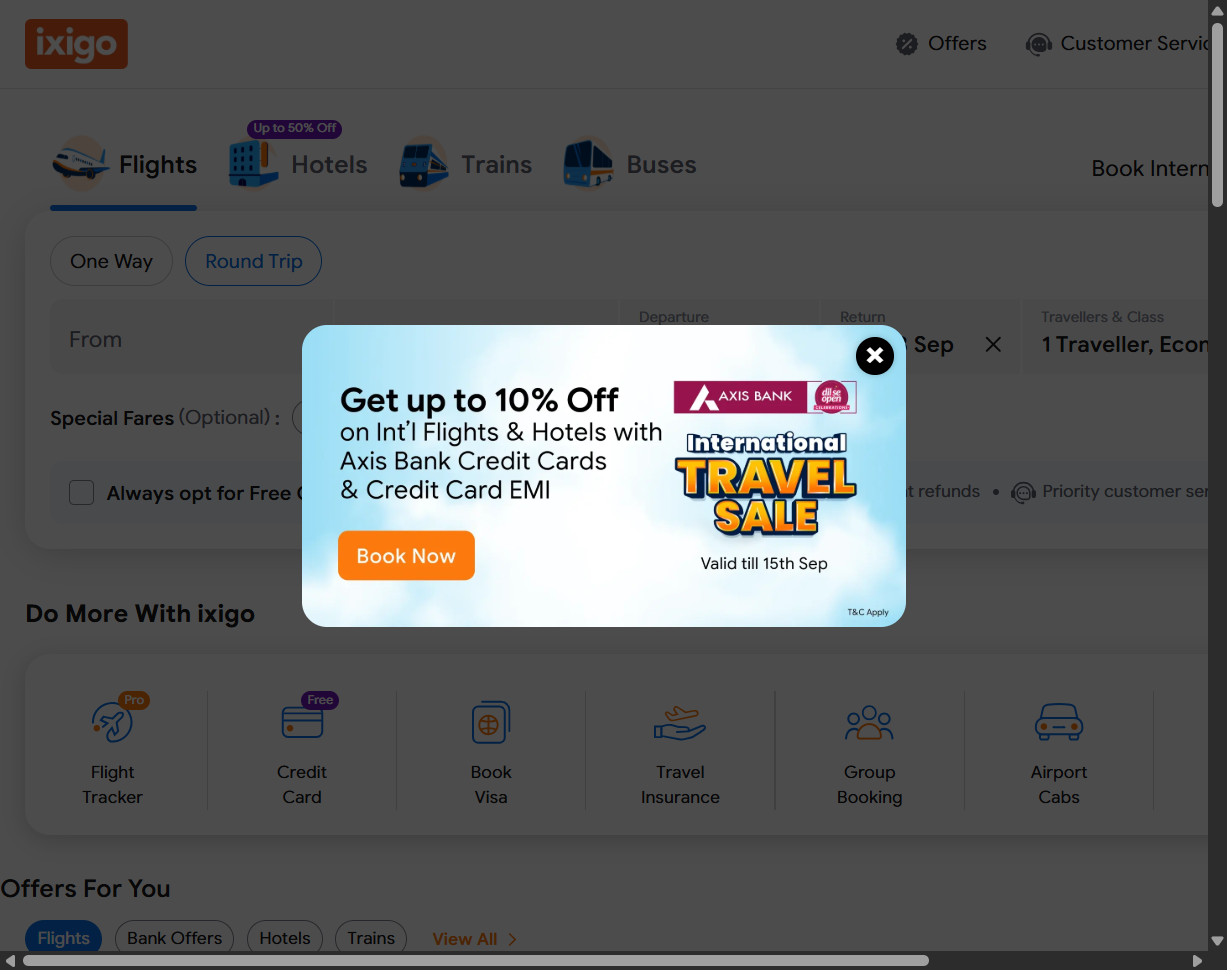 ixigo
Offers
Customer Servic
Up to 50% Off
Flights
Hotels
Trains
Buses
Book Intern
One Way
Round Trip
From
Departure
Return
Sep
Travellers & Class
1 Traveller, Econ
Special Fares (Optional) :
Always opt for Free
t refunds
• Priority customer ser
Get up to 10% Off
on Int'l Flights & Hotels with
Axis Bank Credit Cards
& Credit Card EMI
Book Now
AXIS BANK
dil se
open
CELEBRATIONS
International
TRAVEL
SALE
Valid till 15th Sep
T&C Apply
Do More With ixigo
Pro
Flight
Tracker
Free
Credit
Card
Book
Visa
Travel
Insurance
Group
Booking
Airport
Cabs
Offers For You
Flights
Bank Offers
Hotels
Trains
View All